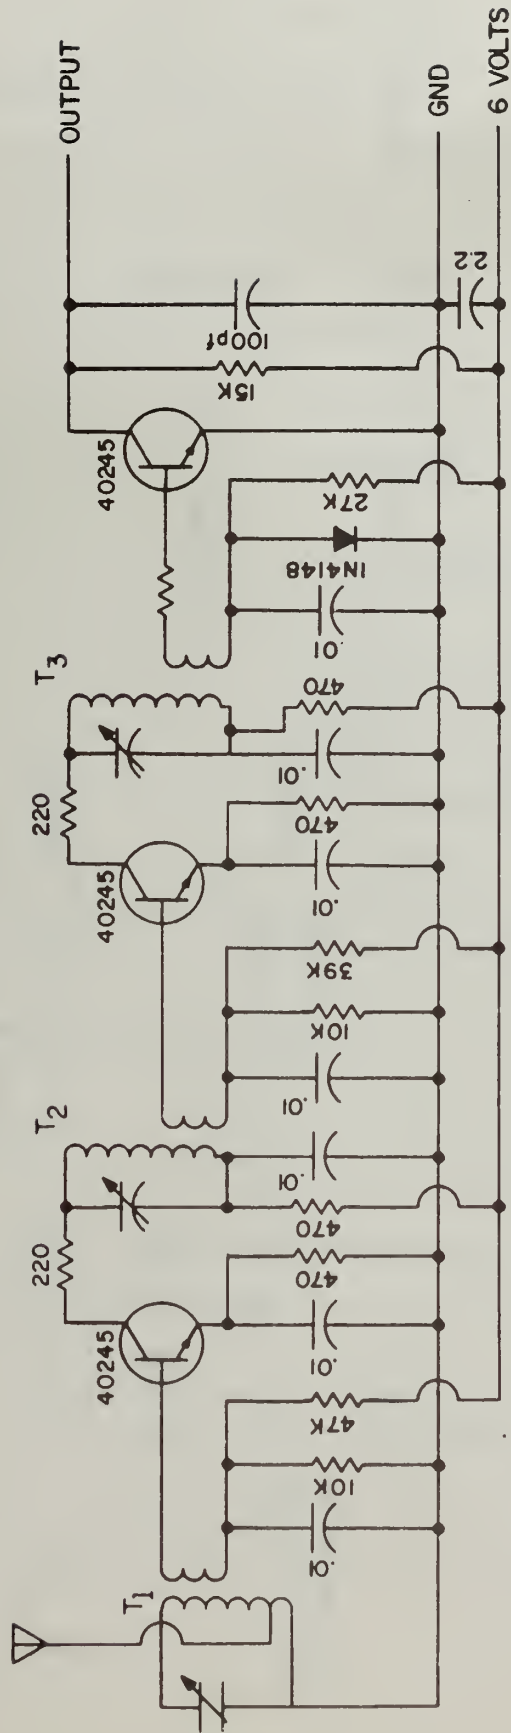 OUTPUT
GND
6 VOLTS
2.2
100pf
15K
40245
27K
1N4148
.01
T3
470
.01
220
470
40245
.01
39K
10K
.01
T2
.01
470
220
470
40245
.01
47K
10K
.01
T1